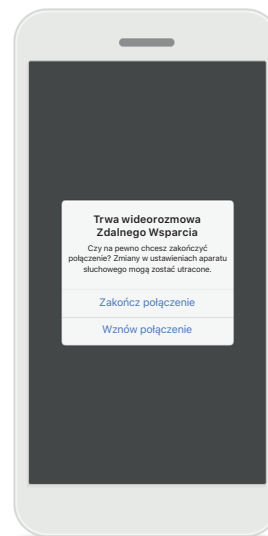 Trwa wideorozmowa
Zdalnego Wsparcia
Czy na pewno chcesz zakończyć
połączenie? Zmiany w ustawieniach aparatu
słuchowego mogą zostać utracone.
Zakończ połączenie
Wznów połączenie